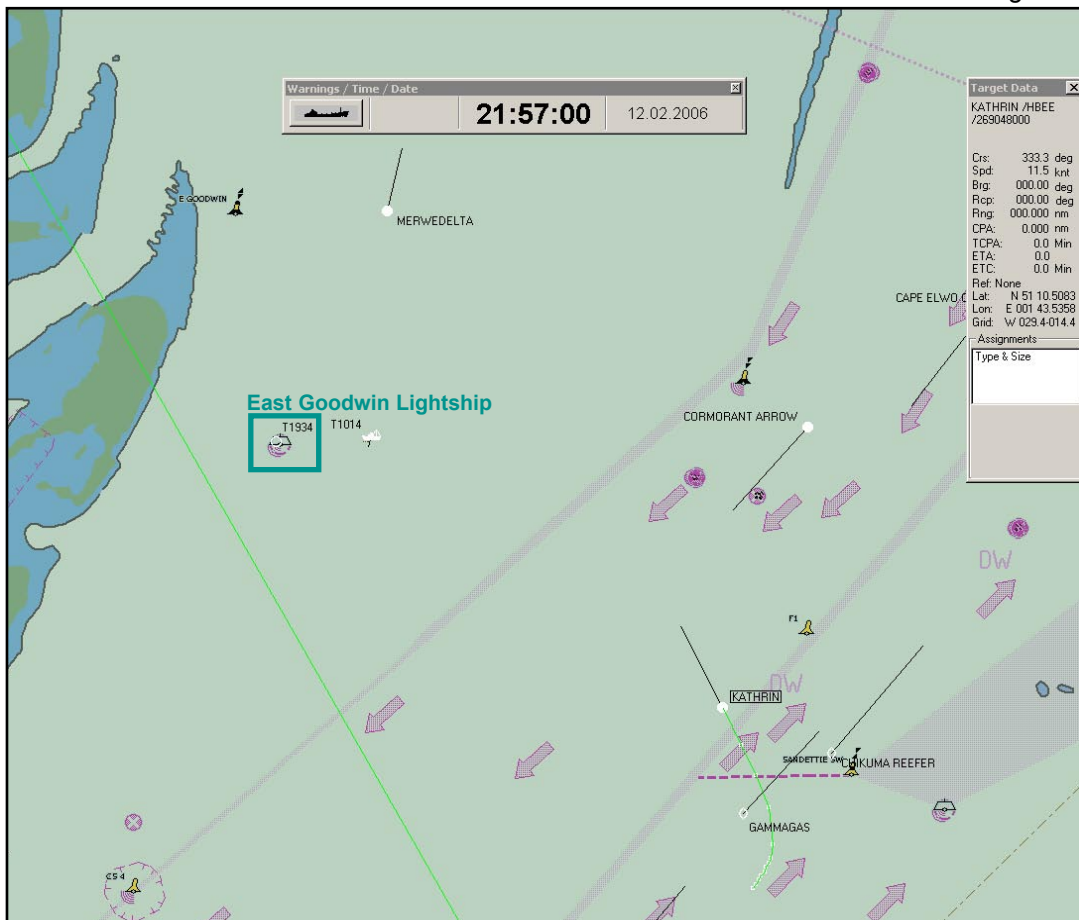 Warnings / Time / Date
21:57:00
12.02.2006
Target Data
KATHRIN /HBEE
/269048000
Crs: 333.3 deg
Spd: 11.5 knt
Brg: 000.00 deg
Rcp: 000.00 deg
Rng: 000.000 nm
CPA: 0.000 nm
TCPA: 0.0 Min
ETA: 0.0
ETC: 0.0 Min
Ref: None
Lat: N 51 10.5083
Lon: E 001 43.5358
Grid: W 029.4-014.4
Assignments
Type & Size
E GOODWIN
MERWEDELTA
CAPE ELWO
East Goodwin Lightship
T1934
T1014
CORMORANT ARROW
DW
F1
KATHRIN
DW
SANDETTIE SW
CHIKUMA REEFER
GAMMAGAS
CS 4